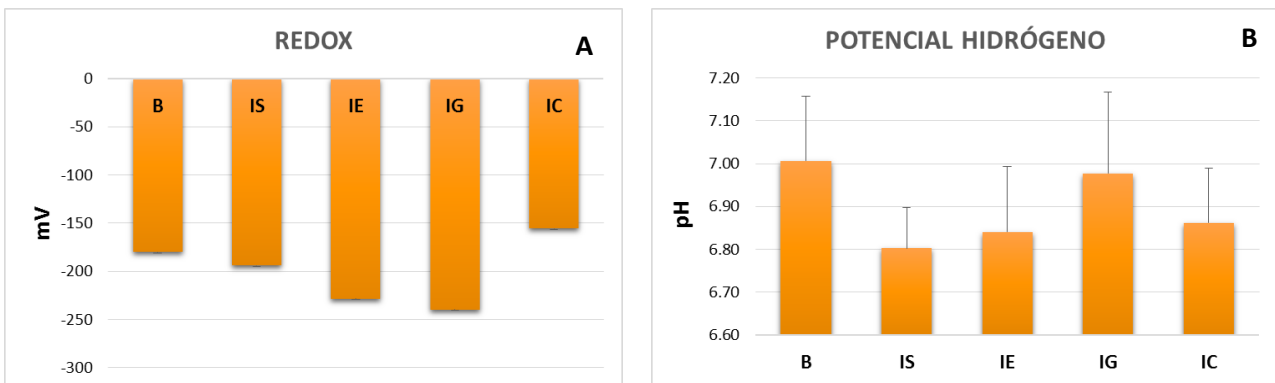 REDOX
A
0
-50
-100
-150
-200
-250
-300
mV
B IS IE IG IC
POTENCIAL HIDRÓGENO
B
7.20
7.10
7.00
6.90
6.80
6.70
6.60
pH
B IS IE IG IC